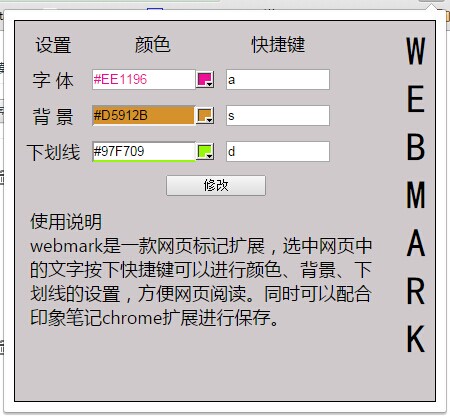 设置 颜色 快捷键
字 体 #EE1196 a
背 景 #D5912B s
下划线 #97F709 d
修改
使用说明
webmark是一款网页标记扩展，选中网页中
的文字按下快捷键可以进行颜色、背景、下
划线的设置，方便网页阅读。同时可以配合
印象笔记chrome扩展进行保存。
W
E
B
M
A
R
K